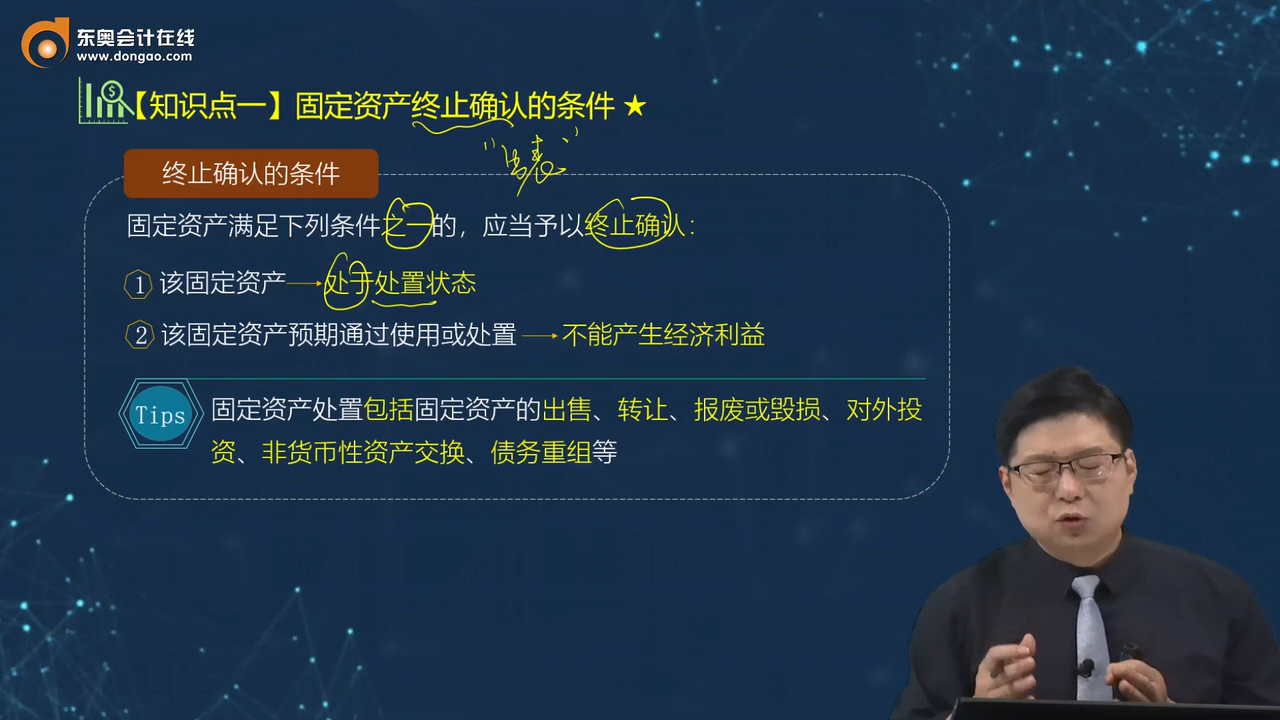 东奥会计在线
www.dongao.com
【知识点一】固定资产终止确认的条件 ★
“出表”
终止确认的条件
固定资产满足下列条件之一的，应当予以终止确认：
1 该固定资产→处于处置状态
2 该固定资产预期通过使用或处置→不能产生经济利益
Tips
固定资产处置包括固定资产的出售、转让、报废或毁损、对外投
资、非货币性资产交换、债务重组等